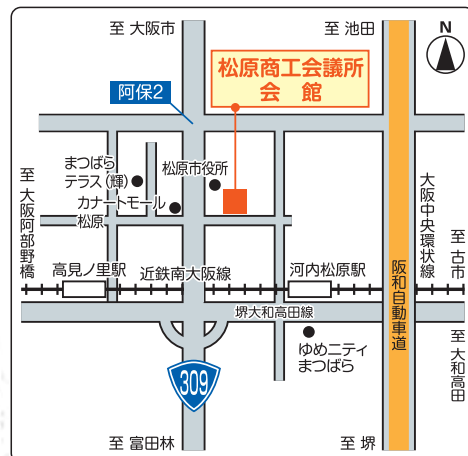 至 大阪市
至 池田
N
松原商工会議所
会 館
阿保2
まつばら
テラス(輝)
松原市役所
カナートモール
松原
至 大阪阿部野橋
大阪中央環状線
至 古市
高見ノ里駅
近鉄南大阪線
河内松原駅
阪和自動車道
堺大和高田線
ゆめニティ
まつばら
至 大和高田
309
至 富田林
至 堺